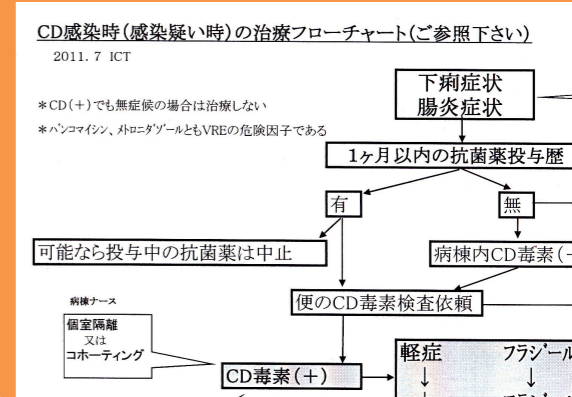 CD感染時(感染疑い時)の治療フローチャート(ご参照下さい)
2011.7 ICT
*CD(+)でも無症候の場合は治療しない
*バンコマイシン、メトロニダゾールともVREの危険因子である
下痢症状
腸炎症状
1ヶ月以内の抗菌薬投与歴
有
無
可能なら投与中の抗菌薬は中止
病棟内CD毒素(
便のCD毒素検査依頼
病棟ナース
個室隔離
又は
コホーティング
CD毒素(+)
軽症 フラジール